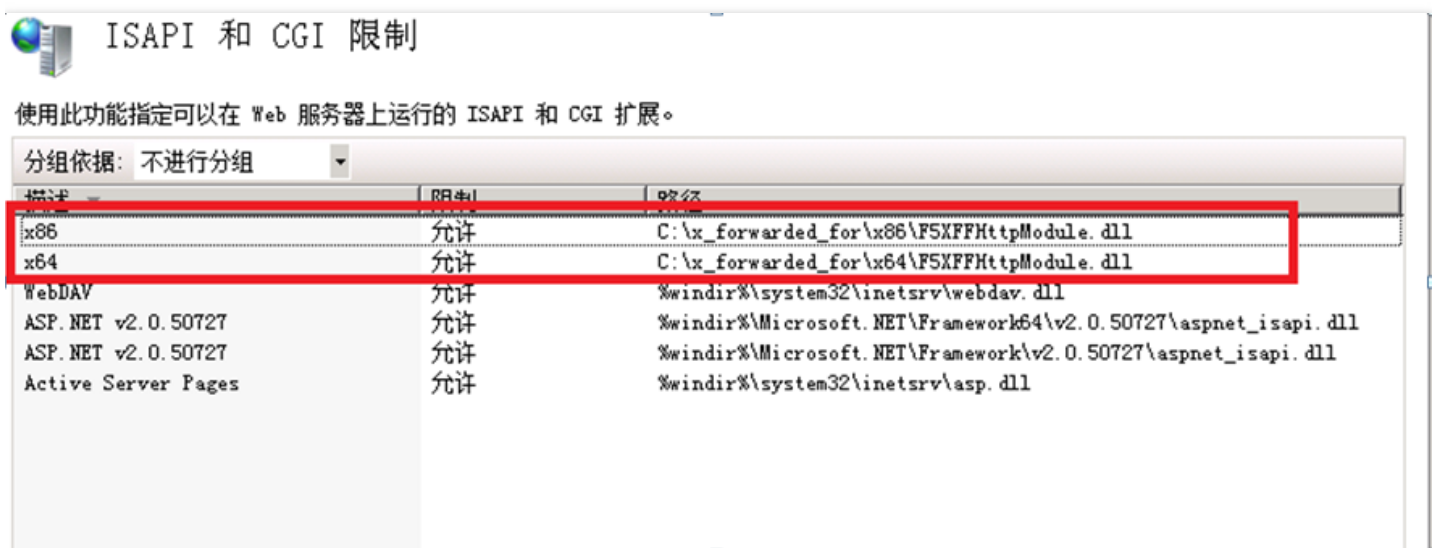 ISAPI 和 CGI 限制
使用此功能指定可以在 Web 服务器上运行的 ISAPI 和 CGI 扩展。
分组依据: 不进行分组
描述 限制 路径
x86 允许 C:\x_forwarded_for\x86\F5XFFHttpModule.dll
x64 允许 C:\x_forwarded_for\x64\F5XFFHttpModule.dll
WebDAV 允许 %windir%\system32\inetsrv\webdav.dll
ASP.NET v2.0.50727 允许 %windir%\Microsoft.NET\Framework64\v2.0.50727\aspnet_isapi.dll
ASP.NET v2.0.50727 允许 %windir%\Microsoft.NET\Framework\v2.0.50727\aspnet_isapi.dll
Active Server Pages 允许 %windir%\system32\inetsrv\asp.dll